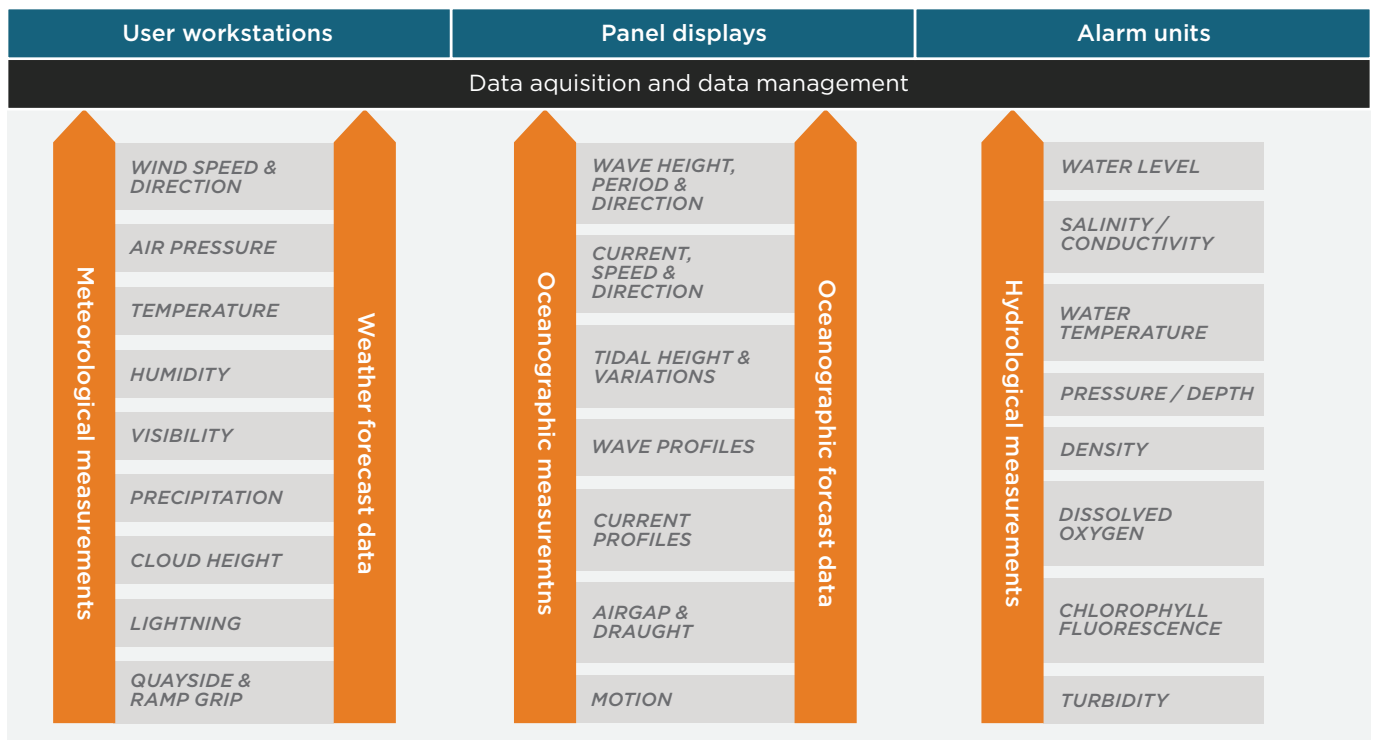 User workstations
Panel displays
Alarm units
Data aquisition and data management
Meteorological measurements
WIND SPEED &
DIRECTION
AIR PRESSURE
TEMPERATURE
HUMIDITY
VISIBILITY
PRECIPITATION
CLOUD HEIGHT
LIGHTNING
QUAYSIDE &
RAMP GRIP
Weather forecast data
Oceanographic measuremtns
WAVE HEIGHT,
PERIOD &
DIRECTION
CURRENT,
SPEED &
DIRECTION
TIDAL HEIGHT &
VARIATIONS
WAVE PROFILES
CURRENT
PROFILES
AIRGAP &
DRAUGHT
MOTION
Oceanographic forcast data
Hydrological measurements
WATER LEVEL
SALINITY /
CONDUCTIVITY
WATER
TEMPERATURE
PRESSURE / DEPTH
DENSITY
DISSOLVED
OXYGEN
CHLOROPHYLL
FLUORESCENCE
TURBIDITY